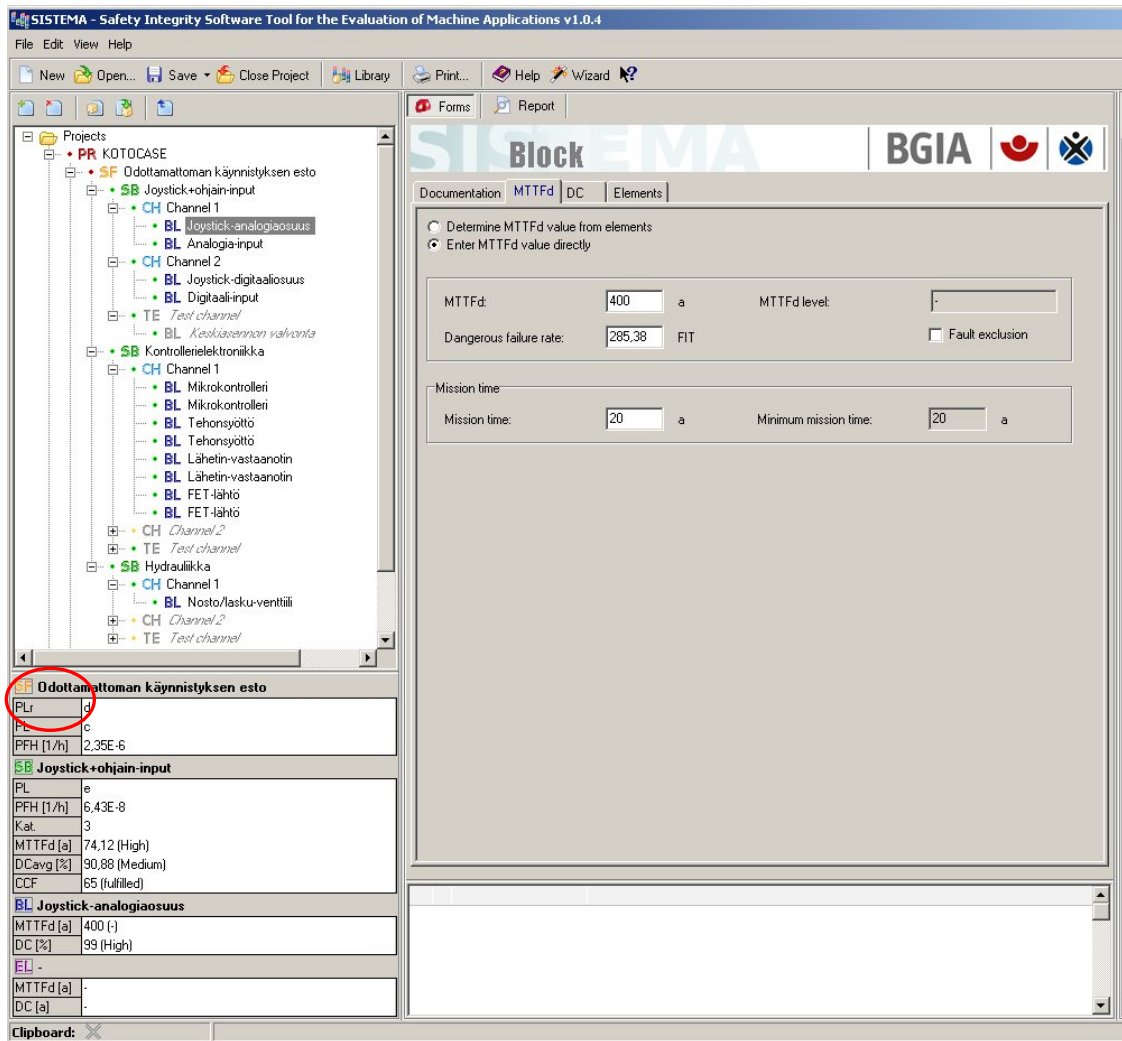 SISTEMA - Safety Integrity Software Tool for the Evaluation of Machine Applications v1.0.4
File Edit View Help
New Open... Save Close Project Library Print... Help Wizard
Projects
PR KOTOCASE
SF Odottamattoman käynnistyksen esto
SB Joystick+ohjain-input
CH Channel 1
BL Joystick-analogiaosuus
BL Analogia-input
CH Channel 2
BL Joystick-digitaaliosuus
BL Digitaali-input
TE Test channel
BL Keskiasennon valvonta
SB Kontrollerielektroniikka
CH Channel 1
BL Mikrokontrolleri
BL Mikrokontrolleri
BL Tehonsyöttö
BL Tehonsyöttö
BL Lähetin-vastaanotin
BL Lähetin-vastaanotin
BL FET-lähtö
BL FET-lähtö
CH Channel 2
TE Test channel
SB Hydrauliikka
CH Channel 1
BL Nosto/lasku-venttiili
CH Channel 2
TE Test channel
SF Odottamattoman käynnistyksen esto
PLr d
PL c
PFH [1/h] 2,35E-6
SB Joystick+ohjain-input
PL e
PFH [1/h] 6,43E-8
Kat. 3
MTTFd [a] 74,12 (High)
DCavg [%] 90,88 (Medium)
CCF 65 (fulfilled)
BL Joystick-analogiaosuus
MTTFd [a] 400 (-)
DC [%] 99 (High)
EL -
MTTFd [a] -
DC [a] -
Clipboard:
Forms Report
SISTEMA
Block
BGIA
Documentation MTTFd DC Elements
Determine MTTFd value from elements
Enter MTTFd value directly
MTTFd: 400 a MTTFd level: -
Dangerous failure rate: 285,38 FIT Fault exclusion
Mission time
Mission time: 20 a Minimum mission time: 20 a